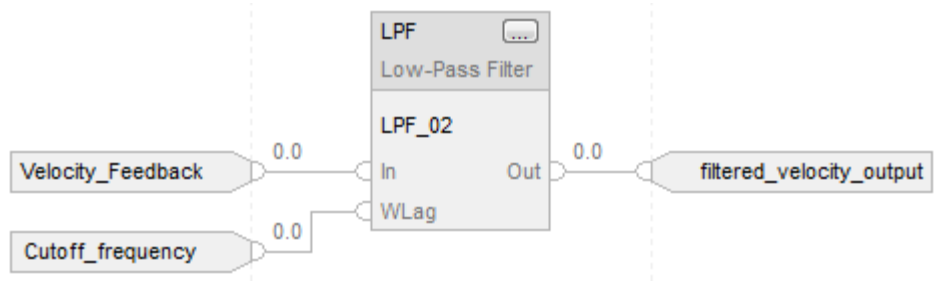 LPF
...
Low-Pass Filter
LPF_02
Velocity_Feedback
0.0
In
Out
0.0
filtered_velocity_output
WLag
Cutoff_frequency
0.0